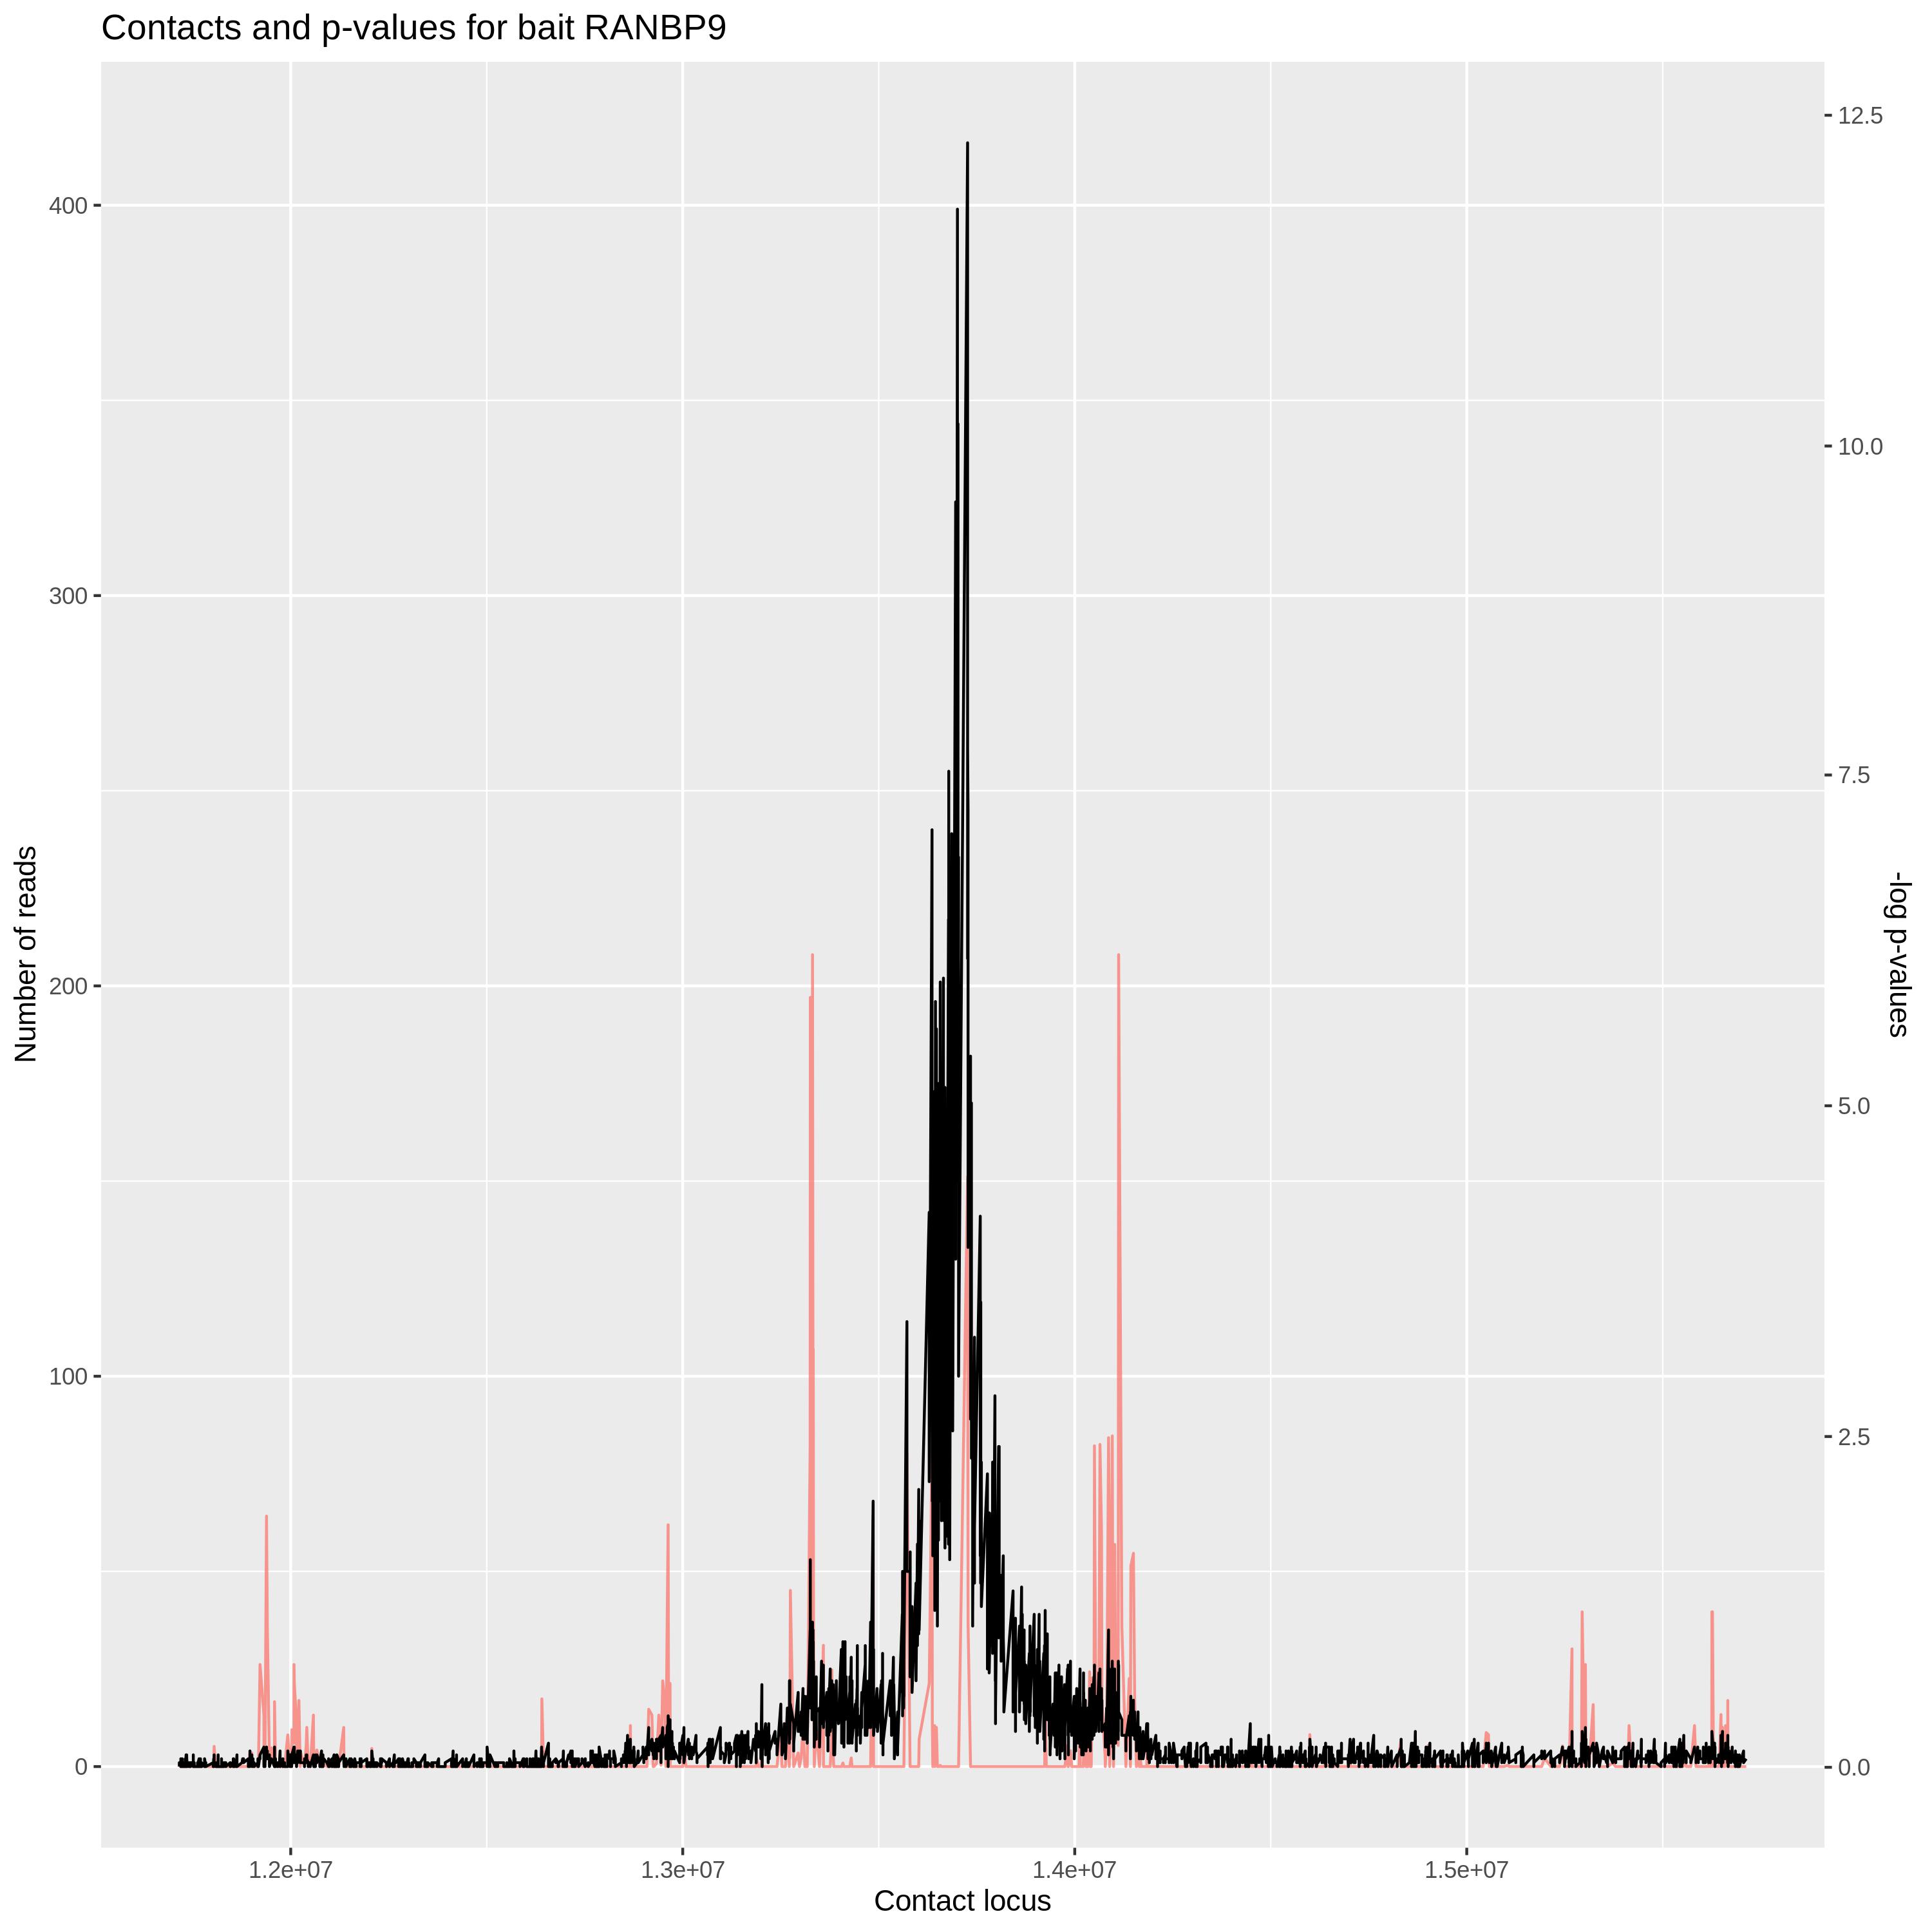 Contacts and p-values for bait RANBP9
12.5
400
10.0
300
7.5
Number of reads
-log p-values
200
5.0
100
2.5
0
0.0
1.2e+07
1.3e+07
1.4e+07
1.5e+07
Contact locus